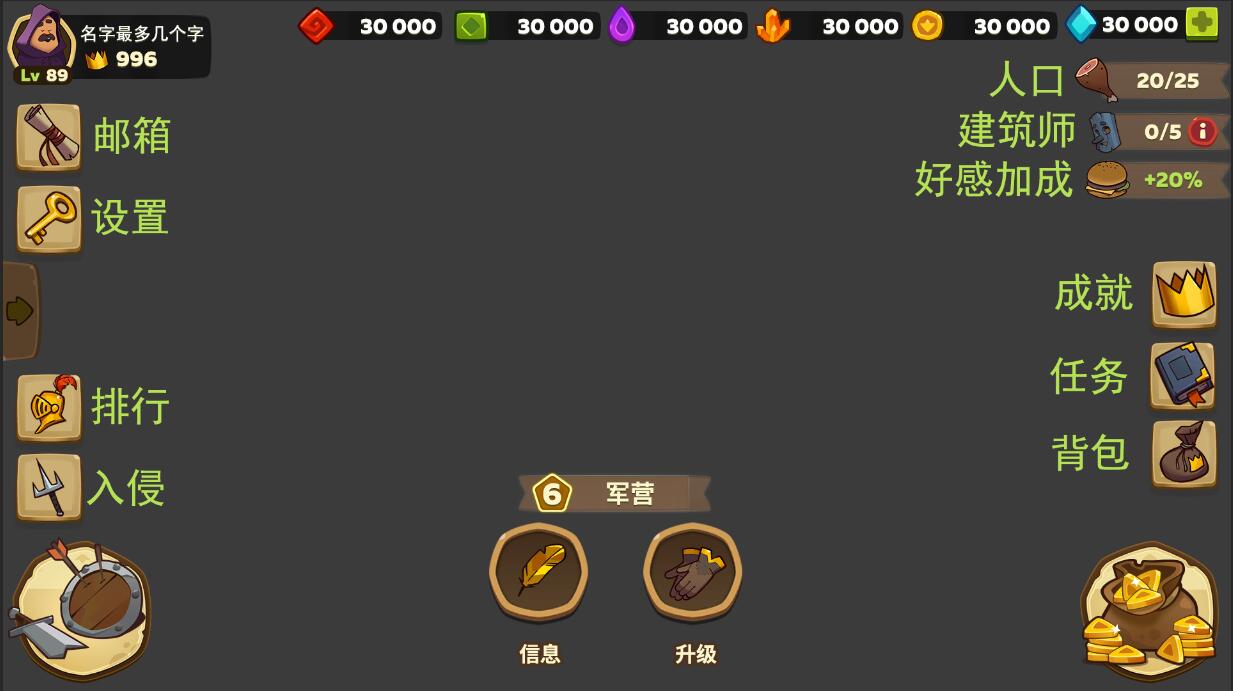 名字最多几个字
996
Lv 89
30 000
30 000
30 000
30 000
30 000
30 000
人口
20/25
建筑师
0/5
i
好感加成
+20%
邮箱
设置
成就
任务
背包
排行
入侵
6
军营
信息
升级